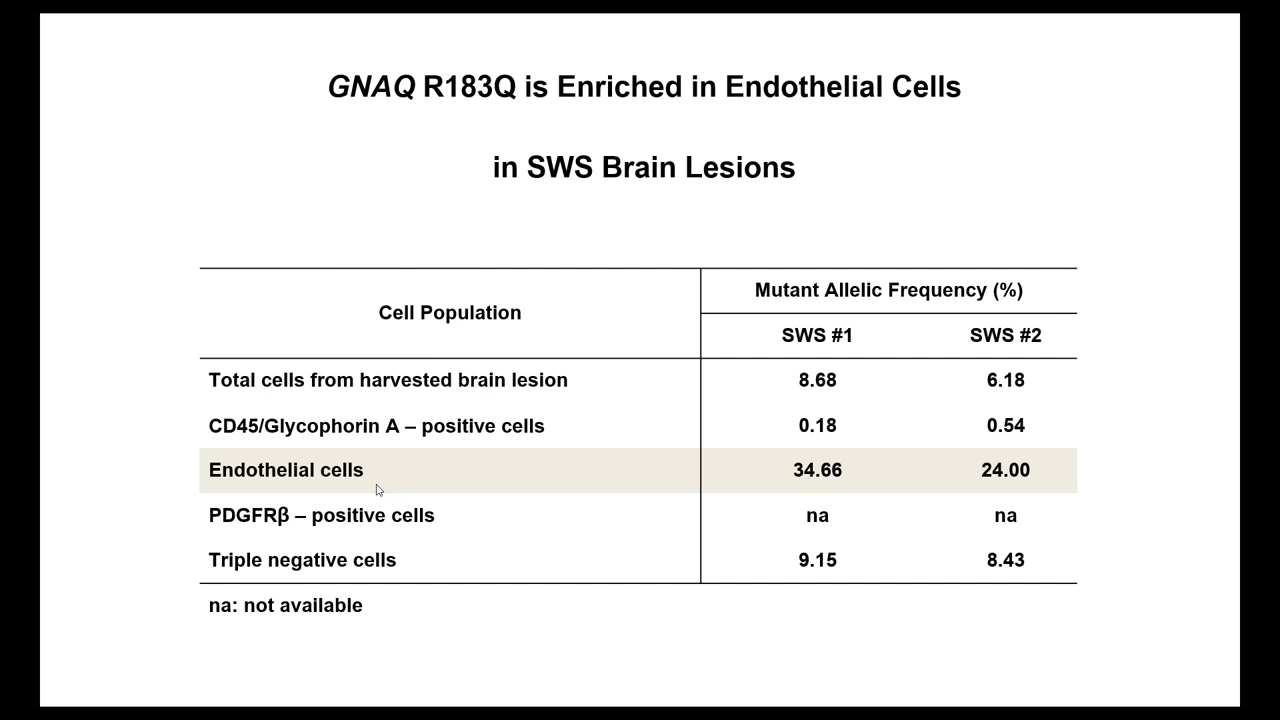 GNAQ R183Q is Enriched in Endothelial Cells
in SWS Brain Lesions
Cell Population
Mutant Allelic Frequency (%)
SWS #1 SWS #2
Total cells from harvested brain lesion 8.68 6.18
CD45/Glycophorin A – positive cells 0.18 0.54
Endothelial cells 34.66 24.00
PDGFRβ – positive cells na na
Triple negative cells 9.15 8.43
na: not available